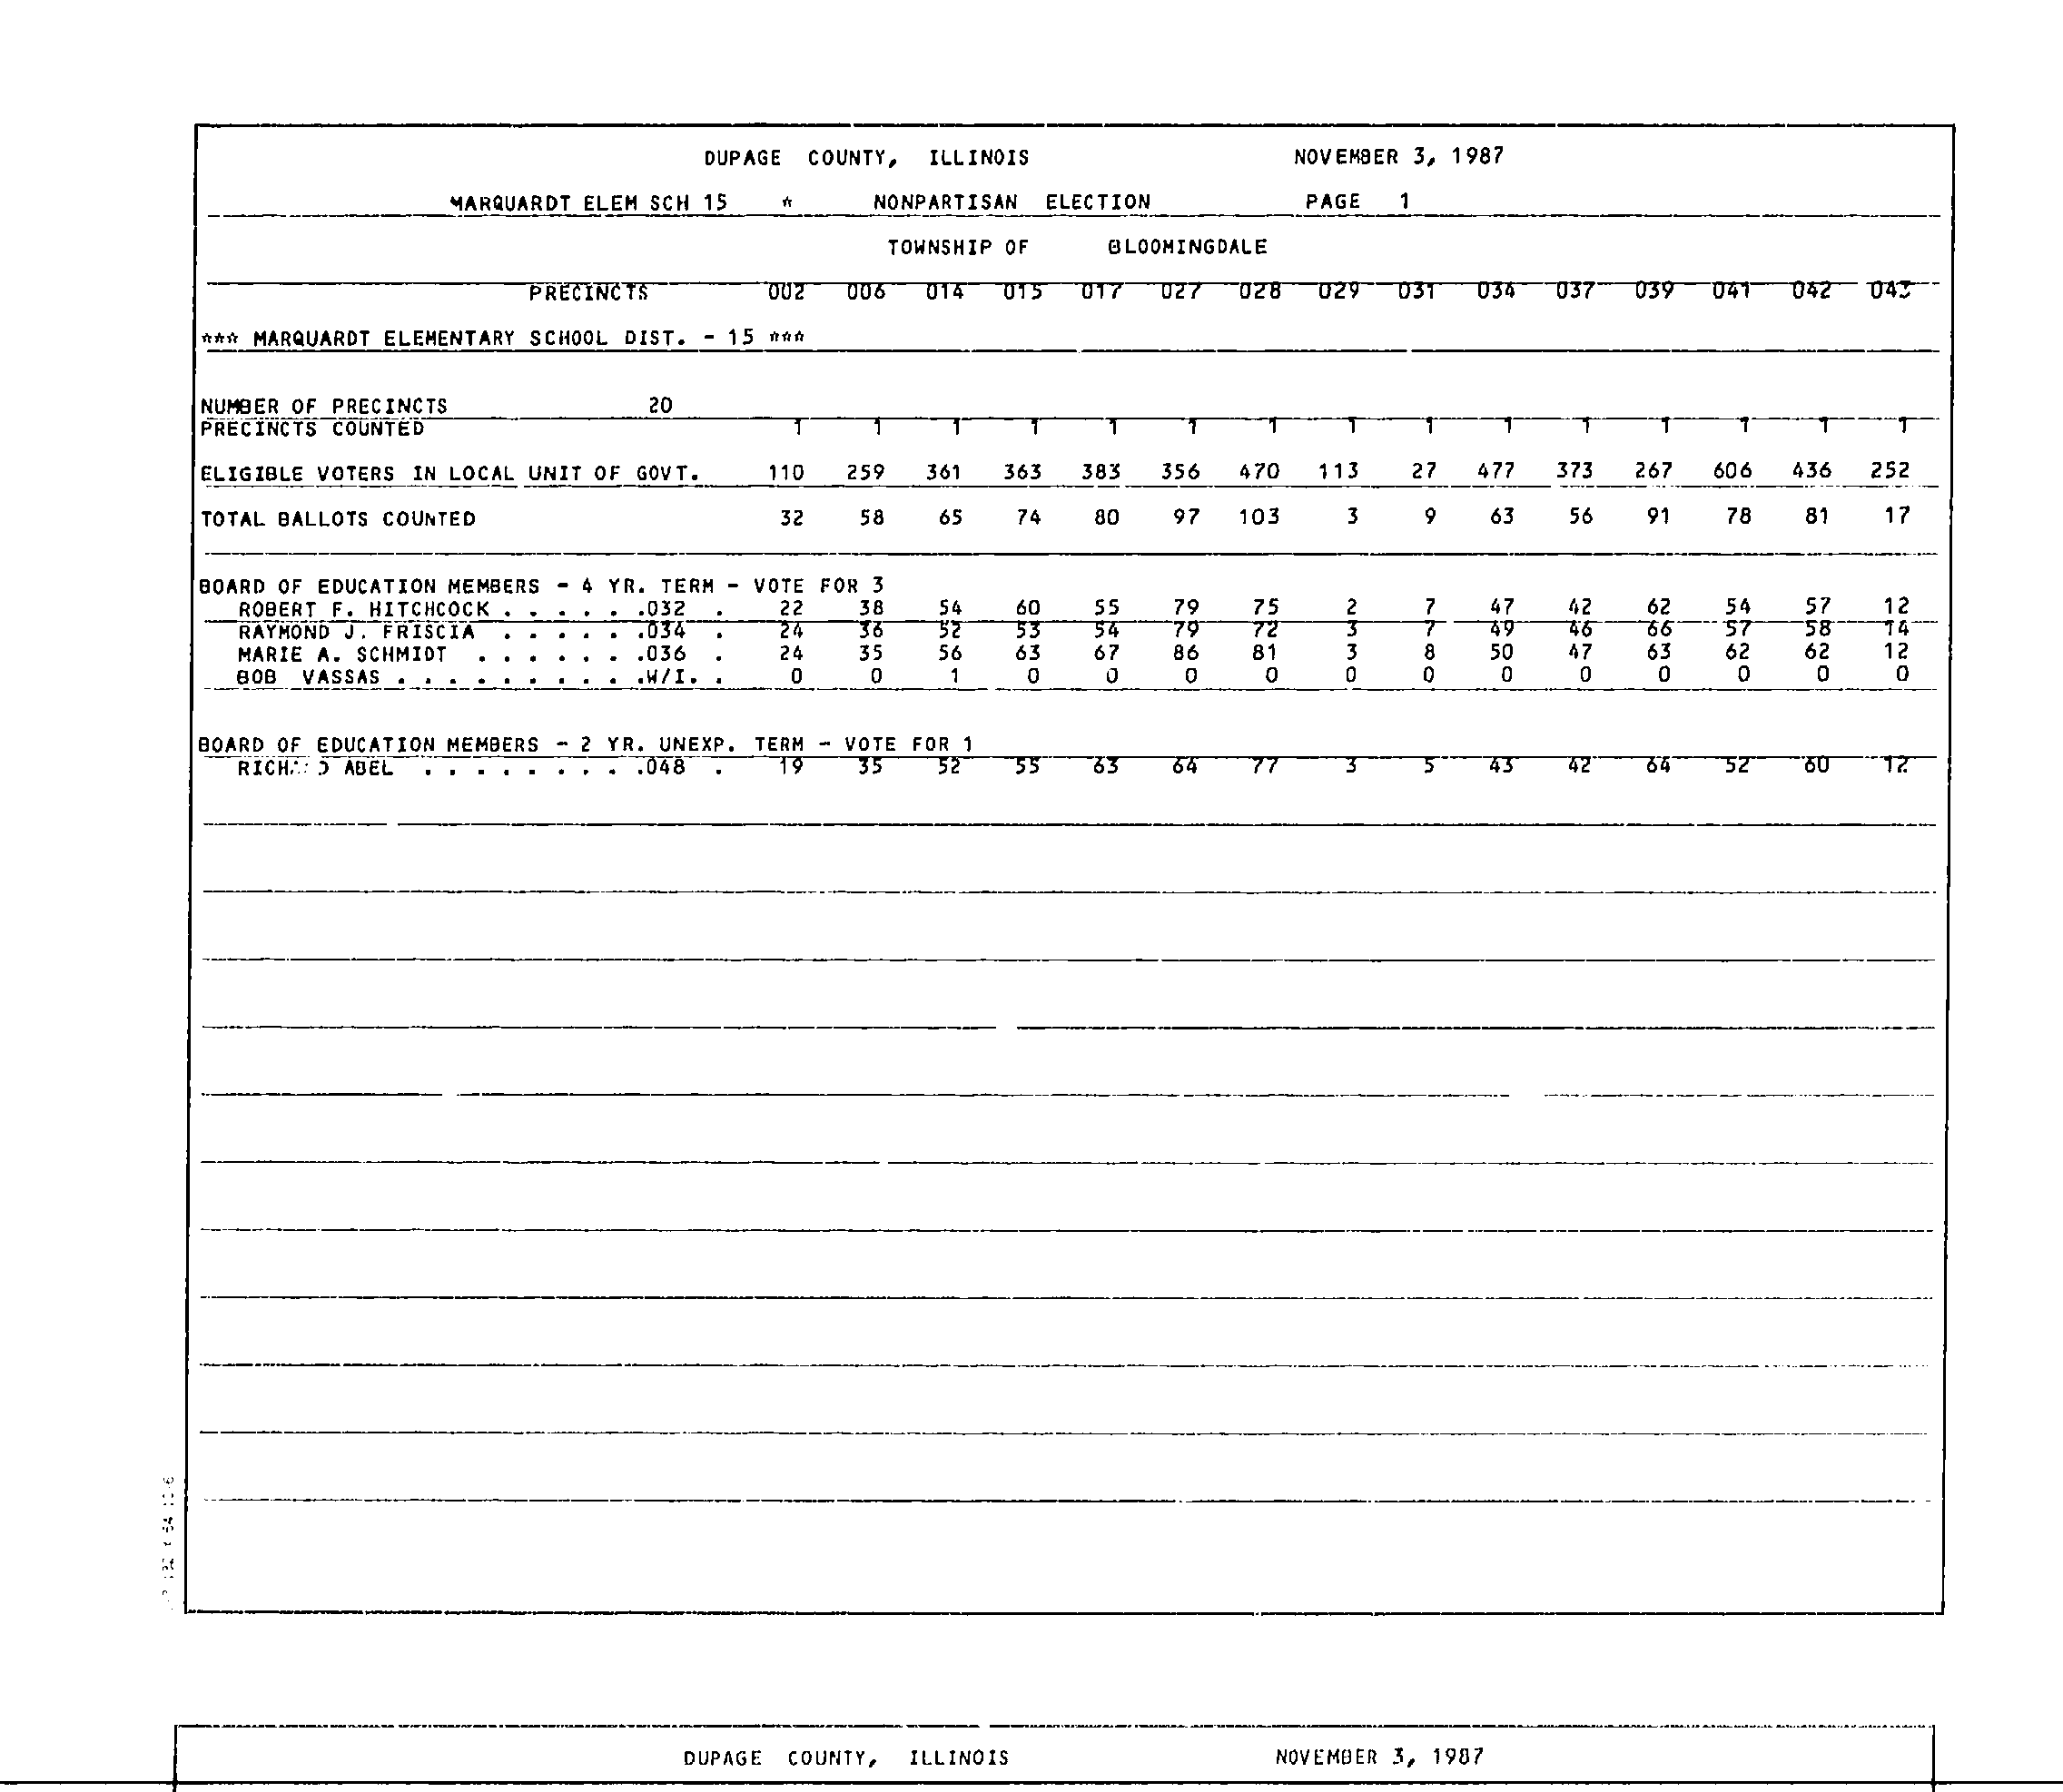 DUPAGE COUNTY, ILLINOIS NOVEMBER 3, 1987
MARQUARDT ELEM SCH 15 * NONPARTISAN ELECTION PAGE 1
TOWNSHIP OF BLOOMINGDALE
PRECINCTS 002 006 014 015 017 027 028 029 031 034 037 039 041 042 043
*** MARQUARDT ELEMENTARY SCHOOL DIST. - 15 ***
NUMBER OF PRECINCTS 20
PRECINCTS COUNTED 1 1 1 1 1 1 1 1 1 1 1 1 1 1 1
ELIGIBLE VOTERS IN LOCAL UNIT OF GOVT. 110 259 361 363 383 356 470 113 27 477 373 267 606 436 252
TOTAL BALLOTS COUNTED 32 58 65 74 80 97 103 3 9 63 56 91 78 81 17
BOARD OF EDUCATION MEMBERS - 4 YR. TERM - VOTE FOR 3
ROBERT F. HITCHCOCK . . . . . .032 . 22 38 54 60 55 79 75 2 7 47 42 62 54 57 12
RAYMOND J. FRISCIA . . . . . .034 . 24 36 52 53 54 79 72 3 7 49 46 66 57 58 14
MARIE A. SCHMIDT . . . . . . .036 . 24 35 56 63 67 86 81 3 8 50 47 63 62 62 12
BOB VASSAS . . . . . . . . . .W/I. . 0 0 1 0 0 0 0 0 0 0 0 0 0 0 0
BOARD OF EDUCATION MEMBERS - 2 YR. UNEXP. TERM - VOTE FOR 1
ABEL . . . . . . . . .048 . 19 35 52 55 63 64 77 3 5 43 42 64 52 60 12
DUPAGE COUNTY, ILLINOIS NOVEMBER 3, 1987